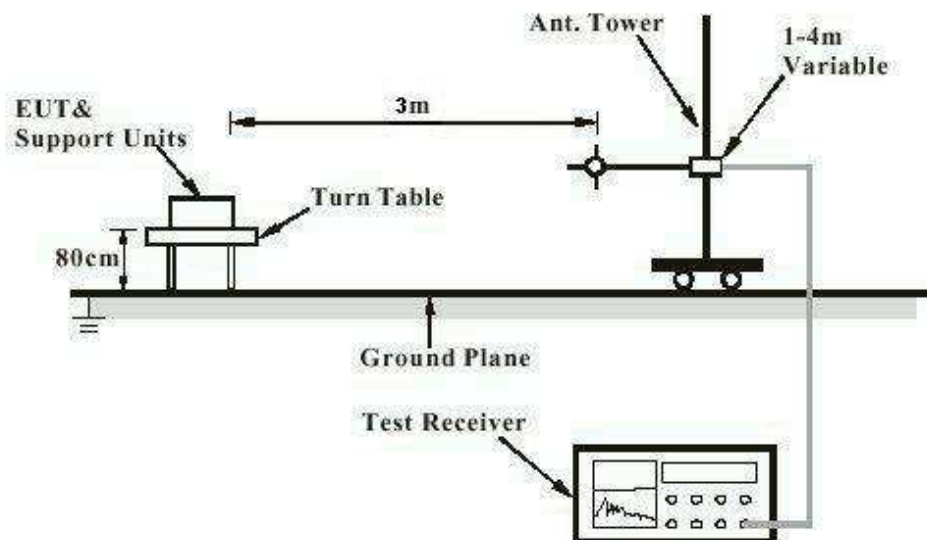 Ant. Tower
1-4m
Variable
3m
EUT&
Support Units
Turn Table
80cm
Ground Plane
Test Receiver